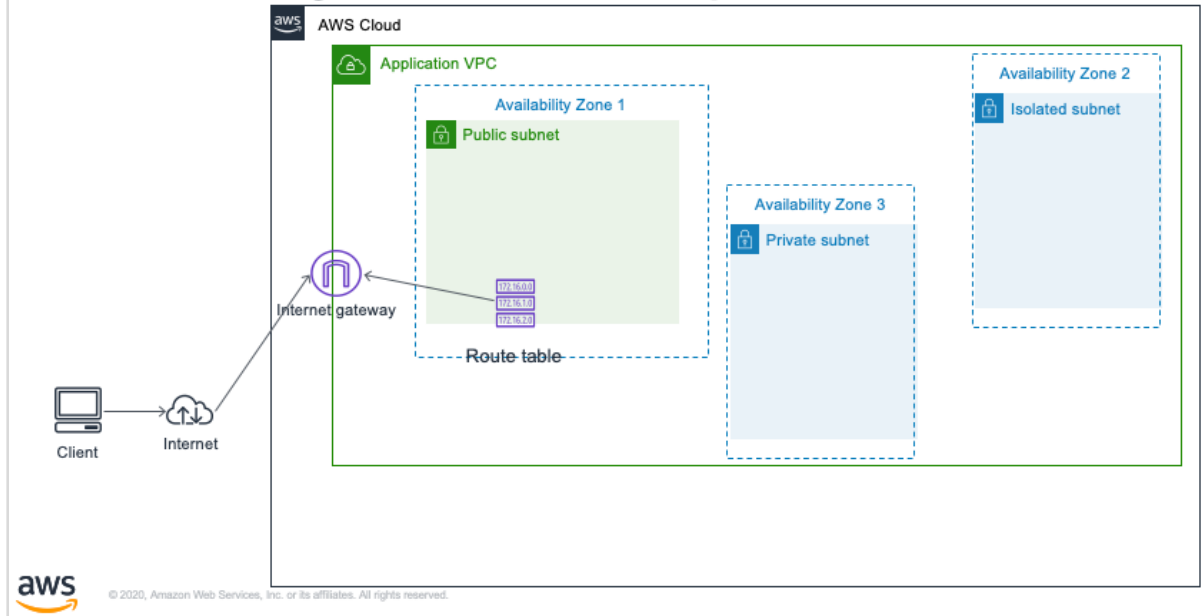 aws
AWS Cloud
Application VPC
Availability Zone 1
Public subnet
Availability Zone 2
Isolated subnet
Availability Zone 3
Private subnet
172.16.0.0
172.16.1.0
172.16.2.0
Internet gateway
Route table
Client
Internet
aws
© 2020, Amazon Web Services, Inc. or its affiliates. All rights reserved.